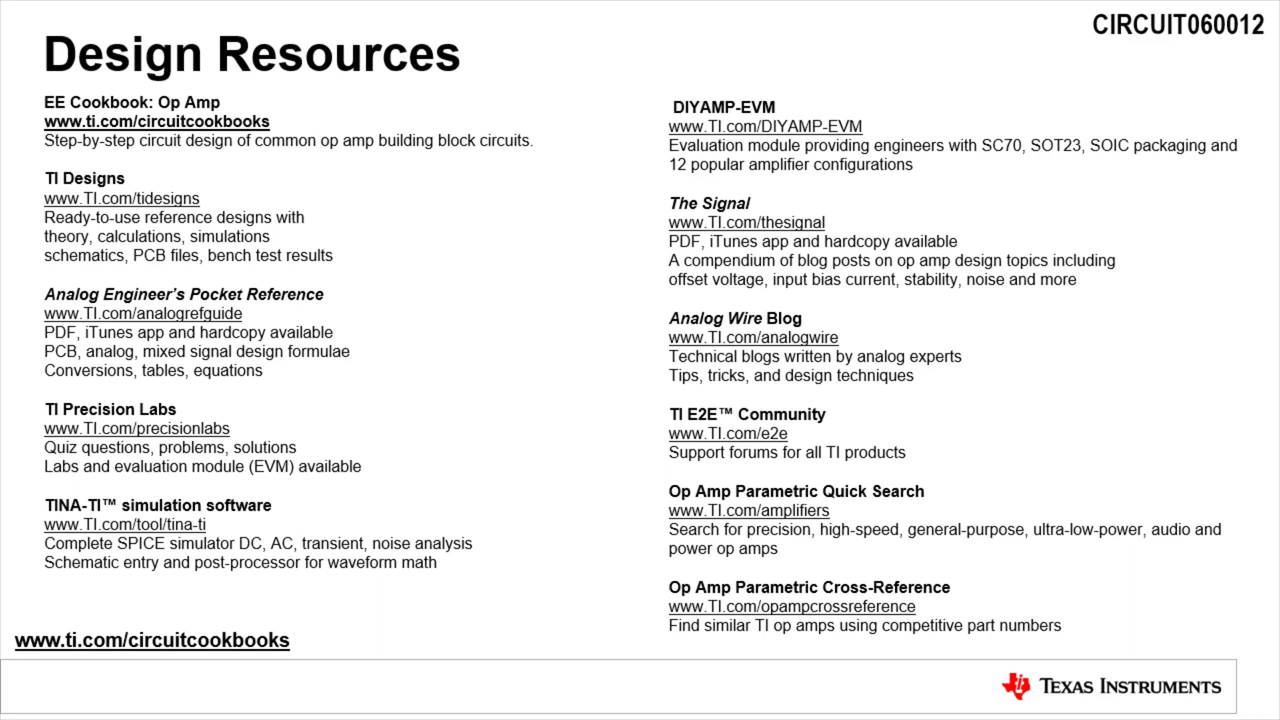 CIRCUIT060012
Design Resources
EE Cookbook: Op Amp
www.ti.com/circuitcookbooks
Step-by-step circuit design of common op amp building block circuits.
TI Designs
www.TI.com/tidesigns
Ready-to-use reference designs with
theory, calculations, simulations
schematics, PCB files, bench test results
Analog Engineer's Pocket Reference
www.TI.com/analogrefguide
PDF, iTunes app and hardcopy available
PCB, analog, mixed signal design formulae
Conversions, tables, equations
TI Precision Labs
www.TI.com/precisionlabs
Quiz questions, problems, solutions
Labs and evaluation module (EVM) available
TINA-TI™ simulation software
www.TI.com/tool/tina-ti
Complete SPICE simulator DC, AC, transient, noise analysis
Schematic entry and post-processor for waveform math
DIYAMP-EVM
www.TI.com/DIYAMP-EVM
Evaluation module providing engineers with SC70, SOT23, SOIC packaging and
12 popular amplifier configurations
The Signal
www.TI.com/thesignal
PDF, iTunes app and hardcopy available
A compendium of blog posts on op amp design topics including
offset voltage, input bias current, stability, noise and more
Analog Wire Blog
www.TI.com/analogwire
Technical blogs written by analog experts
Tips, tricks, and design techniques
TI E2E™ Community
www.TI.com/e2e
Support forums for all TI products
Op Amp Parametric Quick Search
www.TI.com/amplifiers
Search for precision, high-speed, general-purpose, ultra-low-power, audio and
power op amps
Op Amp Parametric Cross-Reference
www.TI.com/opampcrossreference
Find similar TI op amps using competitive part numbers
www.ti.com/circuitcookbooks
TEXAS INSTRUMENTS